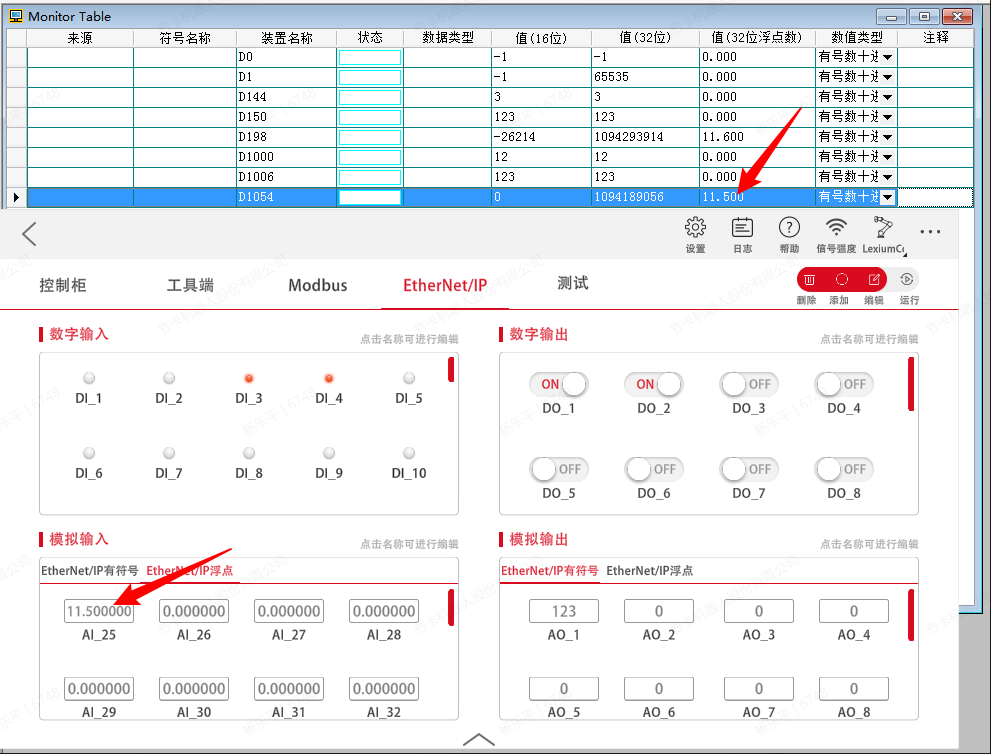 Monitor Table
来源 符号名称 装置名称 状态 数据类型 值(16位) 值(32位) 值(32位浮点数) 数值类型 注释
D0 -1 -1 0.000 有号数十进
D1 -1 65535 0.000 有号数十进
D144 3 3 0.000 有号数十进
D150 123 123 0.000 有号数十进
D198 -26214 1094293914 11.600 有号数十进
D1000 12 12 0.000 有号数十进
D1006 123 123 0.000 有号数十进
D1054 0 1094189056 11.500 有号数十进
设置 日志 帮助 信号强度 LexiumCo
控制柜 工具端 Modbus EtherNet/IP 测试
删除 添加 编辑 运行
数字输入 点击名称可进行编辑
DI_1 DI_2 DI_3 DI_4 DI_5
DI_6 DI_7 DI_8 DI_9 DI_10
数字输出 点击名称可进行编辑
ON ON OFF OFF
DO_1 DO_2 DO_3 DO_4
OFF OFF OFF OFF
DO_5 DO_6 DO_7 DO_8
模拟输入 点击名称可进行编辑
EtherNet/IP有符号 EtherNet/IP浮点
11.500000 0.000000 0.000000 0.000000
AI_25 AI_26 AI_27 AI_28
0.000000 0.000000 0.000000 0.000000
AI_29 AI_30 AI_31 AI_32
模拟输出 点击名称可进行编辑
EtherNet/IP有符号 EtherNet/IP浮点
123 0 0 0
AO_1 AO_2 AO_3 AO_4
0 0 0 0
AO_5 AO_6 AO_7 AO_8